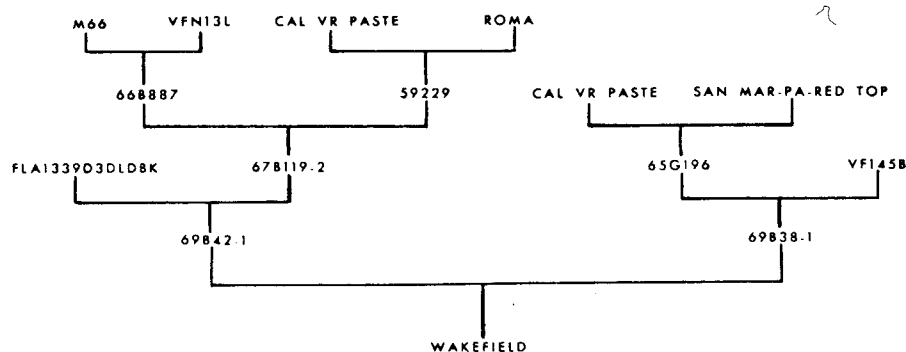 M66 VFN13L CAL VR PASTE ROMA
66B887 59229 CAL VR PASTE SAN MAR-PA-RED TOP
FLA1339D3DLDBK 67B119-2 65G196 VF145B
69B42-1 69B38-1
WAKEFIELD